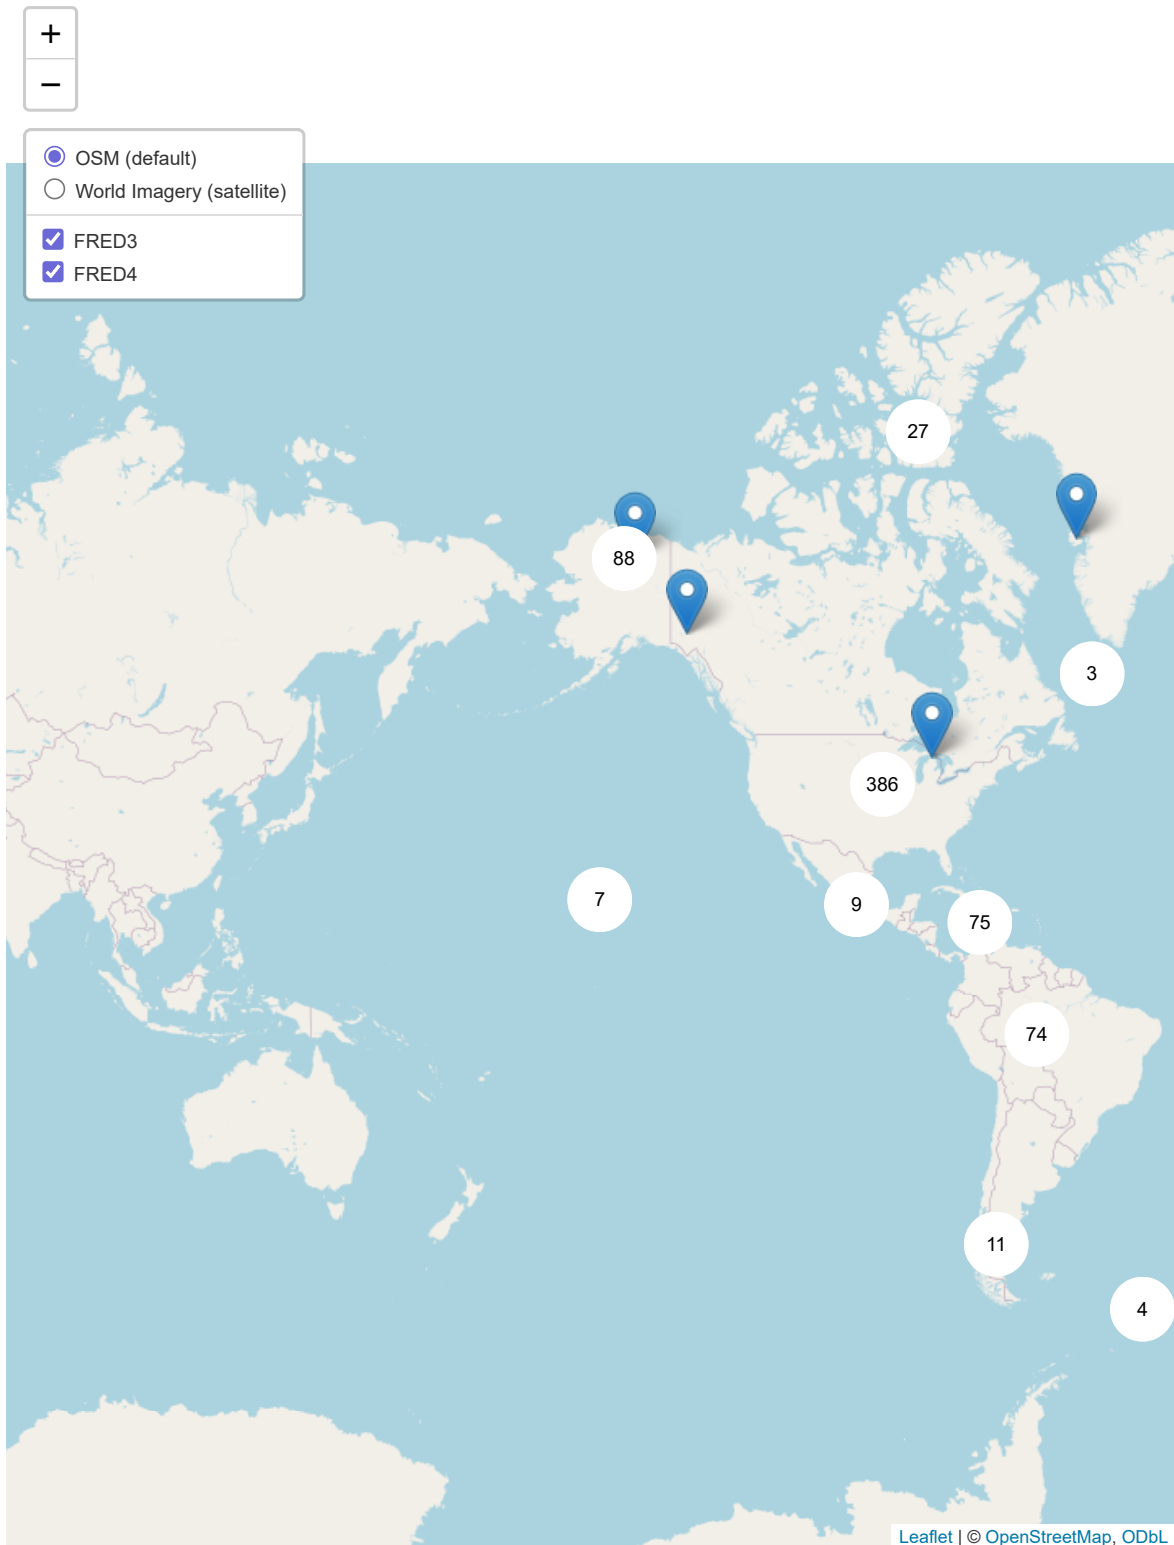 +
−
OSM (default)
World Imagery (satellite)
FRED3
FRED4
27
88
3
386
7
9
75
74
11
4
Leaflet | © OpenStreetMap, ODbL